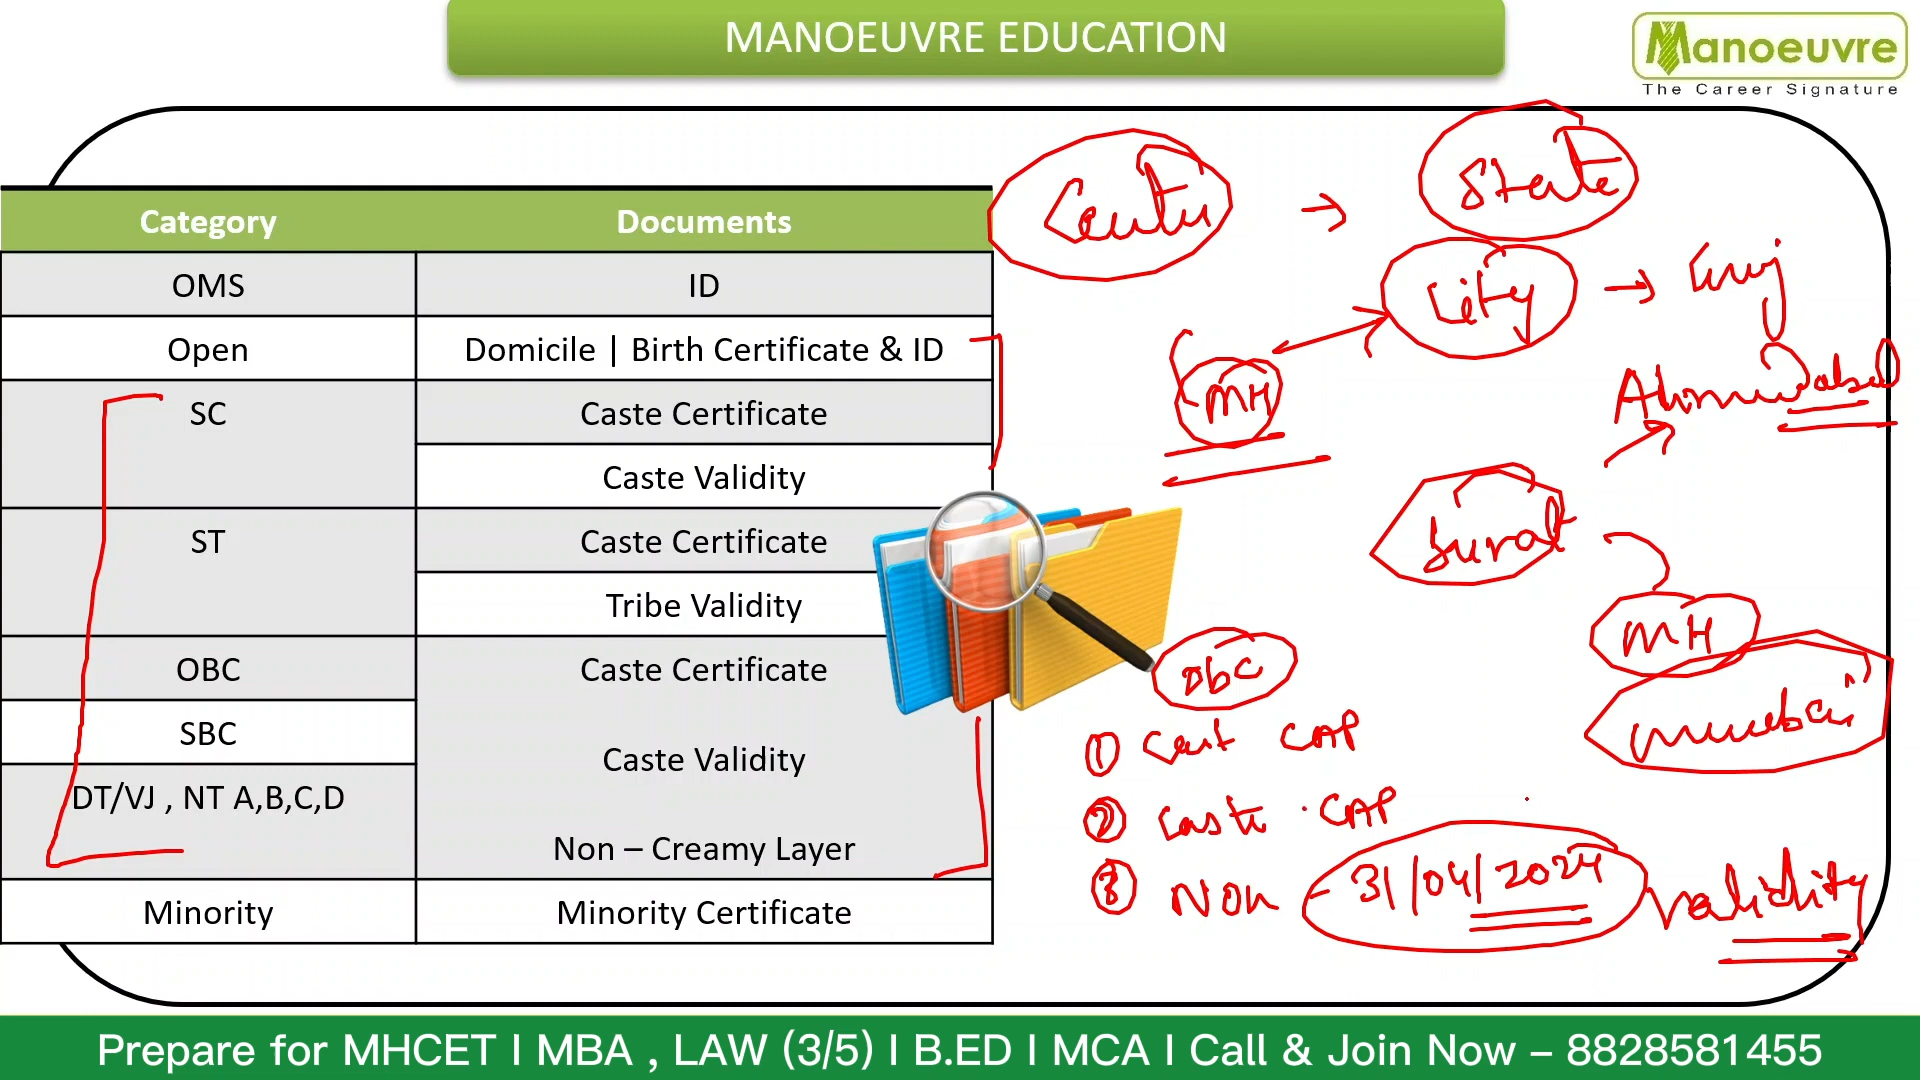 MANOEUVRE EDUCATION
Manoeuvre
The Career Signature
Category Documents
OMS ID
Open Domicile | Birth Certificate & ID
SC Caste Certificate
Caste Validity
ST Caste Certificate
Tribe Validity
OBC Caste Certificate
SBC
Caste Validity
DT/VJ , NT A,B,C,D
Non – Creamy Layer
Minority Minority Certificate
State
City
MH
Surat
MH
Mumbai
Obc
① CAP
② Caste CAP
③ Non - 31/04/2024 validity
Prepare for MHCET I MBA , LAW (3/5) I B.ED I MCA I Call & Join Now – 8828581455